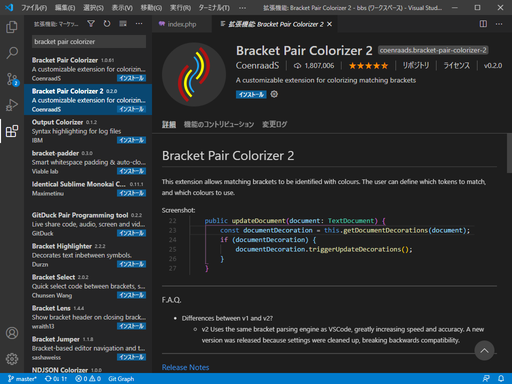 ファイル(F) 編集(E) 選択(S) 表示(V) 移動(G) 実行(R) ターミナル(T) ··· 拡張機能: Bracket Pair Colorizer 2 - bbs (ワークスペース) - Visual Stud...
拡張機能: マーケッ...
index.php
拡張機能: Bracket Pair Colorizer 2
bracket pair colorizer
Bracket Pair Colorizer 1.0.61
A customizable extension for colorizin...
CoenraadS インストール
Bracket Pair Colorizer 2 0.2.0
A customizable extension for colorizin...
CoenraadS インストール
Output Colorizer 0.1.2
Syntax highlighting for log files
IBM インストール
bracket-padder 0.3.0
Smart whitespace padding & auto-clo...
Viable lab インストール
Identical Sublime Monokai C... 0.11.1
Maximetinu インストール
GitDuck Pair Programming tool 0.2.2
Live share code, audio, screen and vid...
GitDuck インストール
Bracket Highlighter 2.2.2
Decorates text inbetween symbols.
Durzn インストール
Bracket Select 2.0.2
Quick select code between brackets, s...
Chunsen Wang インストール
Bracket Lens 1.4.4
Show bracket header on closing brack...
wraith13 インストール
Bracket Jumper 1.1.8
Bracket-based editor navigation and t...
sashaweiss インストール
NDJSON Colorizer 1.0.0
Bracket Pair Colorizer 2 coenraads.bracket-pair-colorizer-2
CoenraadS 1,807,006 ★★★★★ リポジトリ ライセンス v0.2.0
A customizable extension for colorizing matching brackets
インストール
詳細 機能のコントリビューション 変更ログ
Bracket Pair Colorizer 2
This extension allows matching brackets to be identified with colours. The user can define which tokens to match,
and which colours to use.
Screenshot:
22 public updateDocument(document: TextDocument) {
23 const documentDecoration = this.getDocumentDecorations(document);
24 if (documentDecoration) {
25 documentDecoration.triggerUpdateDecorations();
26 }
27 }
F.A.Q.
Differences between v1 and v2?
v2 Uses the same bracket parsing engine as VSCode, greatly increasing speed and accuracy. A new
version was released because settings were cleaned up, breaking backwards compatibility.
Release Notes
master* 0↓ 1↑ 0 0 Git Graph